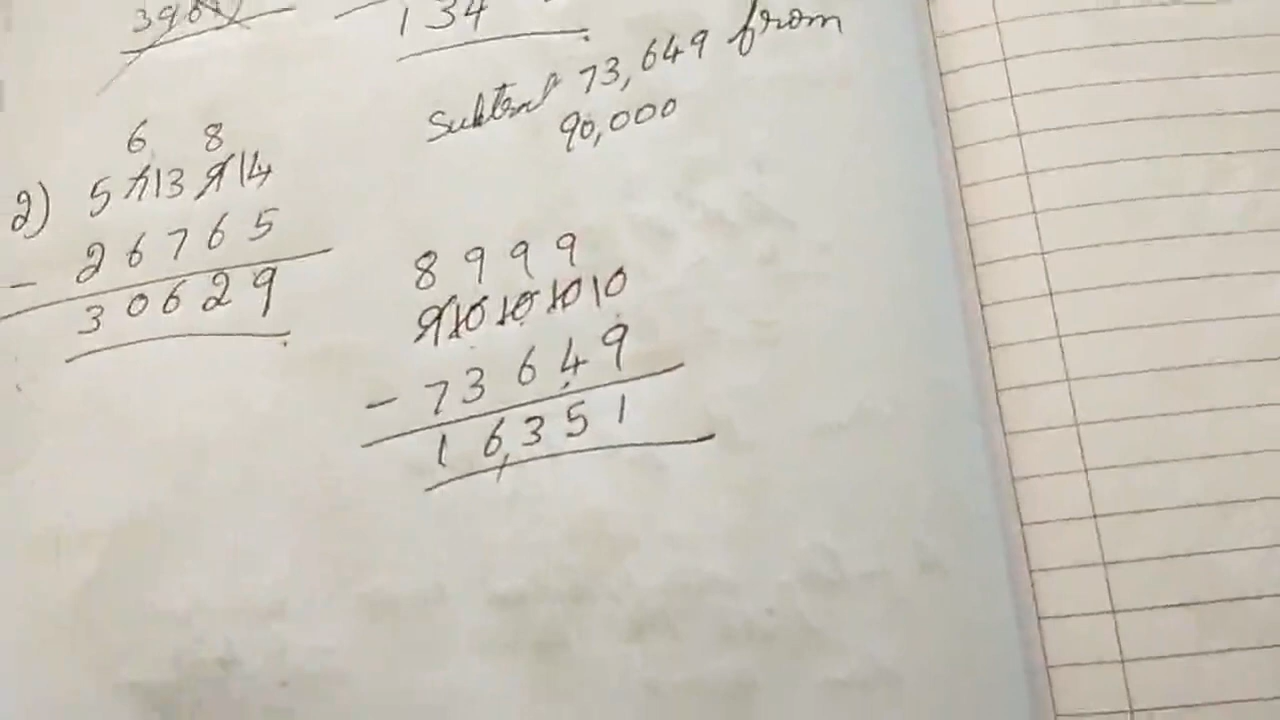 134
Subtract 73,649 from
90,000
6 8
2) 5 7 13 9 14
- 2 6 7 6 5
3 0 6 2 9
8 9 9 9
9 10 10 10 10
- 7 3 6 4 9
1 6,3 5 1